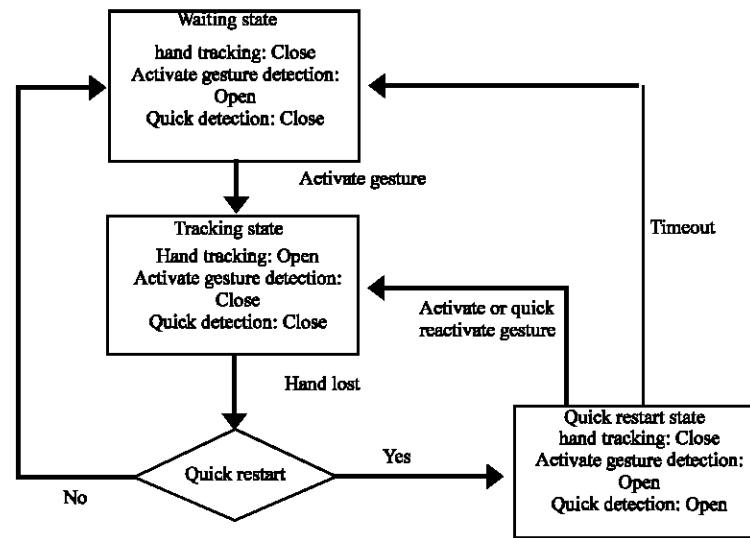 Waiting state
hand tracking: Close
Activate gesture detection:
Open
Quick detection: Close
Activate gesture
Tracking state
Hand tracking: Open
Activate gesture detection:
Close
Quick detection: Close
Timeout
Activate or quick
reactivate gesture
Hand lost
Quick restart
Yes
No
Quick restart state
hand tracking: Close
Activate gesture detection:
Open
Quick detection: Open